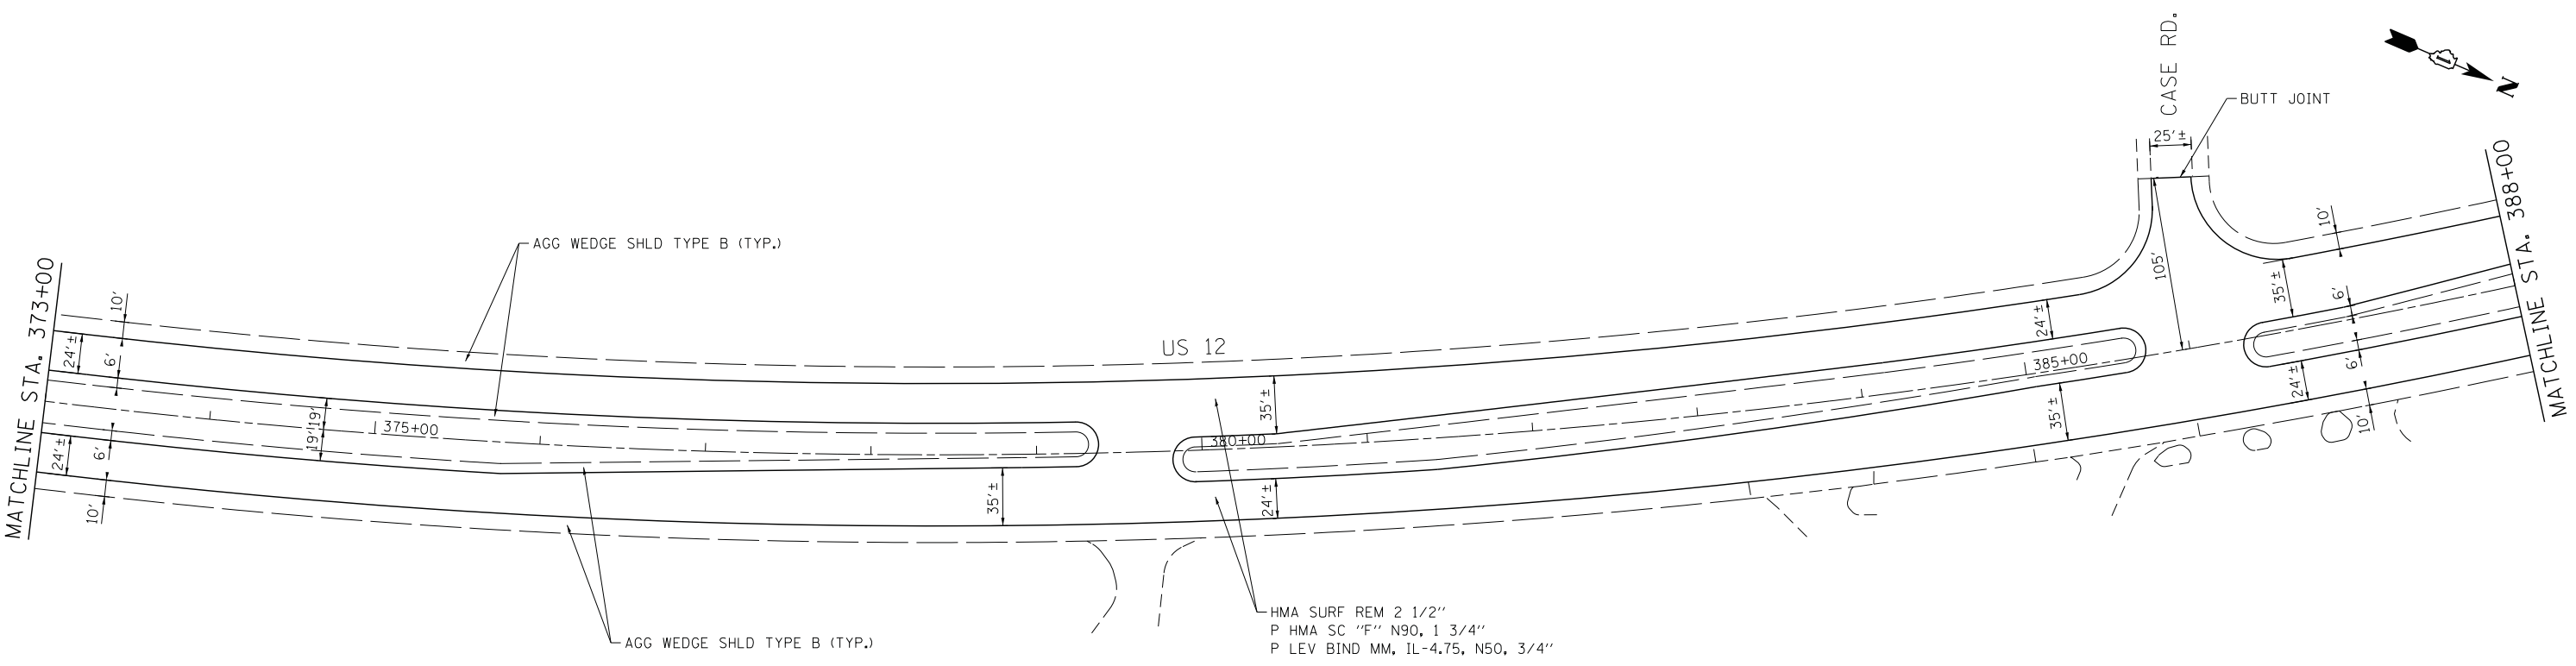 CASE RD.
N
BUTT JOINT
25'±
MATCHLINE STA. 388+00
10'
105'
35'±
6'
6'
24'±
10'
AGG WEDGE SHLD TYPE B (TYP.)
MATCHLINE STA. 373+00
10'
24'±
6'
19'
19'
375+00
24'±
6'
10'
US 12
35'±
380+00
24'±
35'±
24'±
385+00
35'±
HMA SURF REM 2 1/2"
P HMA SC "F" N90, 1 3/4"
P LEV BIND MM, IL-4.75, N50, 3/4"
AGG WEDGE SHLD TYPE B (TYP.)